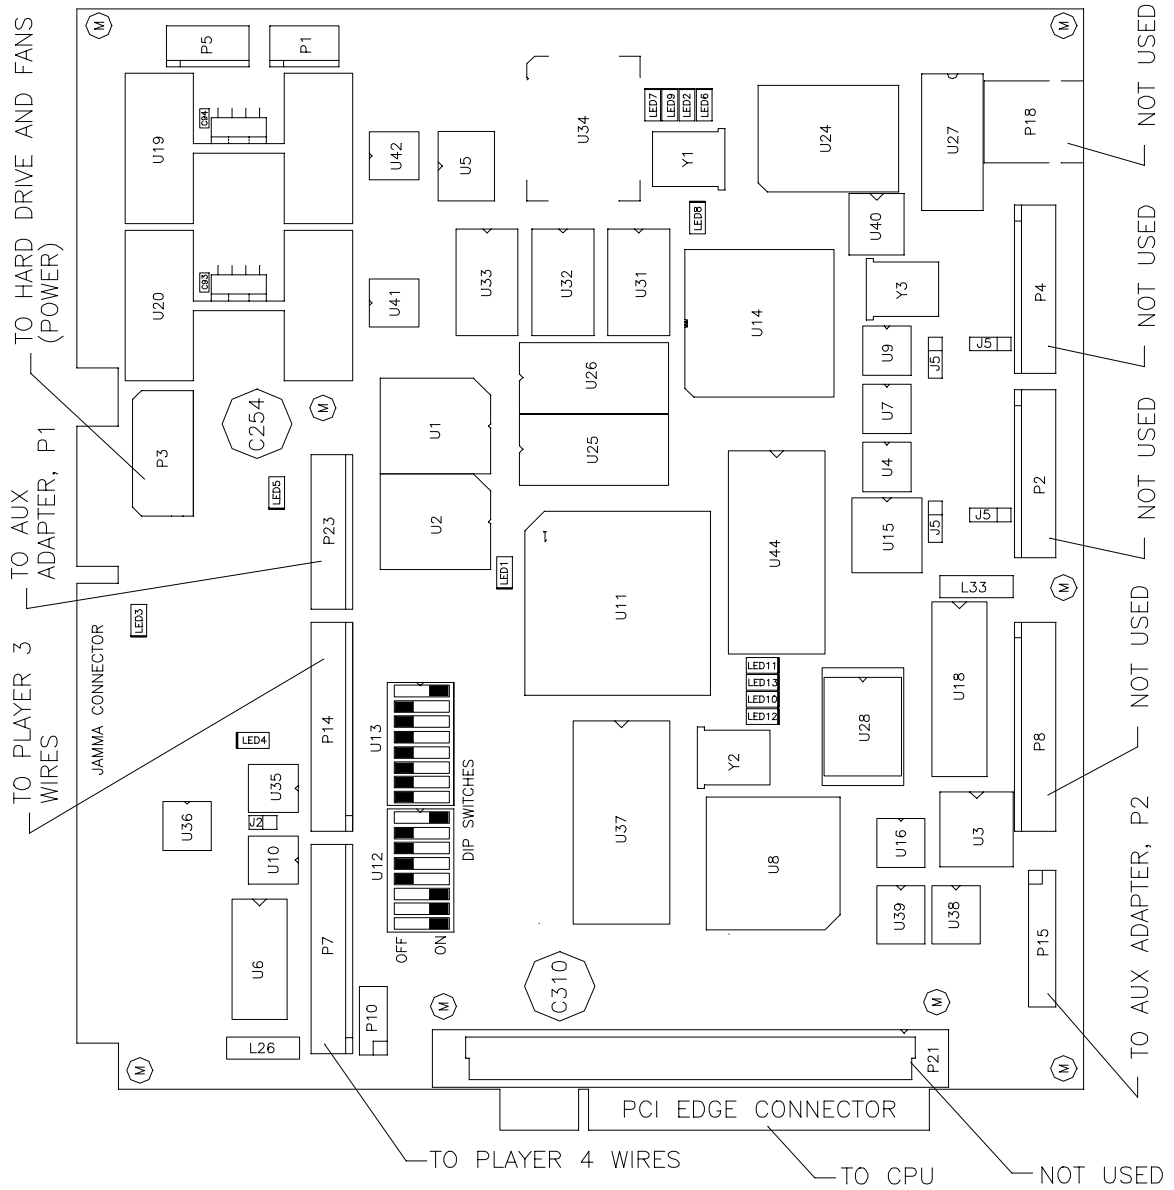 TO HARD DRIVE AND FANS
(POWER)
TO AUX
ADAPTER, P1
TO PLAYER 3
WIRES
M
P5
P1
M
U19
C94
U42
U5
U34
LED7
LED9
LED2
LED6
Y1
U24
U27
P18
NOT USED
LED8
U40
U20
C93
U41
U33
U32
U31
U14
Y3
P4
NOT USED
U9
J5
J5
P3
C254
M
U1
U26
U25
U7
U4
P2
NOT USED
LED5
P23
U2
LED1
U11
U44
U15
J5
J5
L33
M
LED3
JAMMA CONNECTOR
P14
U13
LED11
LED13
LED10
LED12
U28
U18
P8
NOT USED
LED4
U35
U36
J2
U10
U12
DIP SWITCHES
OFF
ON
U37
Y2
U8
U16
U3
U39
U38
P15
TO AUX ADAPTER, P2
U6
P7
P10
L26
M
M
C310
M
M
P21
PCI EDGE CONNECTOR
TO PLAYER 4 WIRES
TO CPU
NOT USED